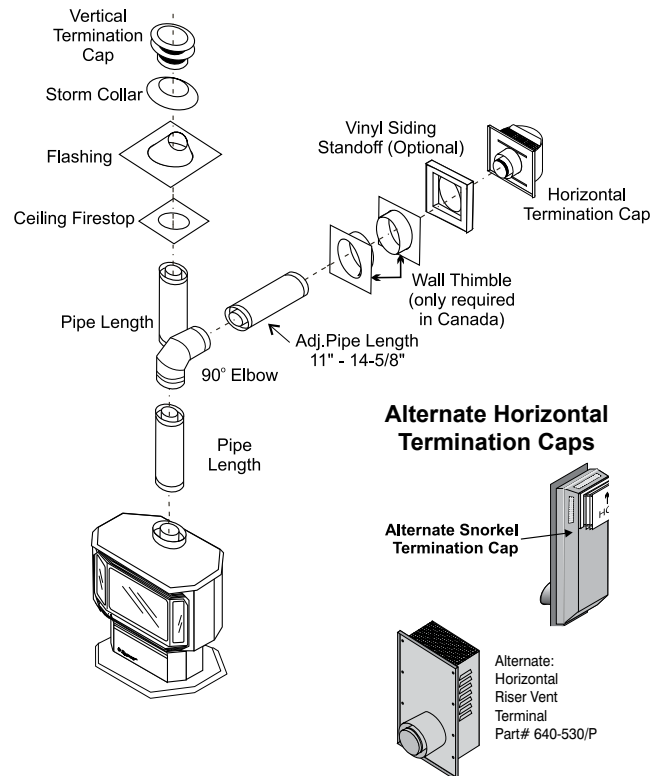 Vertical
Termination
Cap
Storm Collar
Flashing
Ceiling Firestop
Pipe Length
90° Elbow
Pipe
Length
Adj.Pipe Length
11" - 14-5/8"
Vinyl Siding
Standoff (Optional)
Horizontal
Termination Cap
Wall Thimble
(only required
in Canada)
Alternate Horizontal
Termination Caps
Alternate Snorkel
Termination Cap
Alternate:
Horizontal
Riser Vent
Terminal
Part# 640-530/P